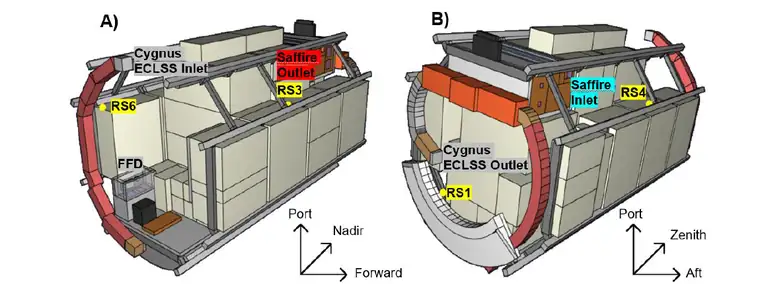 A)
Cygnus
ECLSS Inlet
Saffire
Outlet
RS3
RS6
FFD
Port
Nadir
Forward
B)
Saffire
Inlet
RS4
Cygnus
ECLSS Outlet
RS1
Port
Zenith
Aft